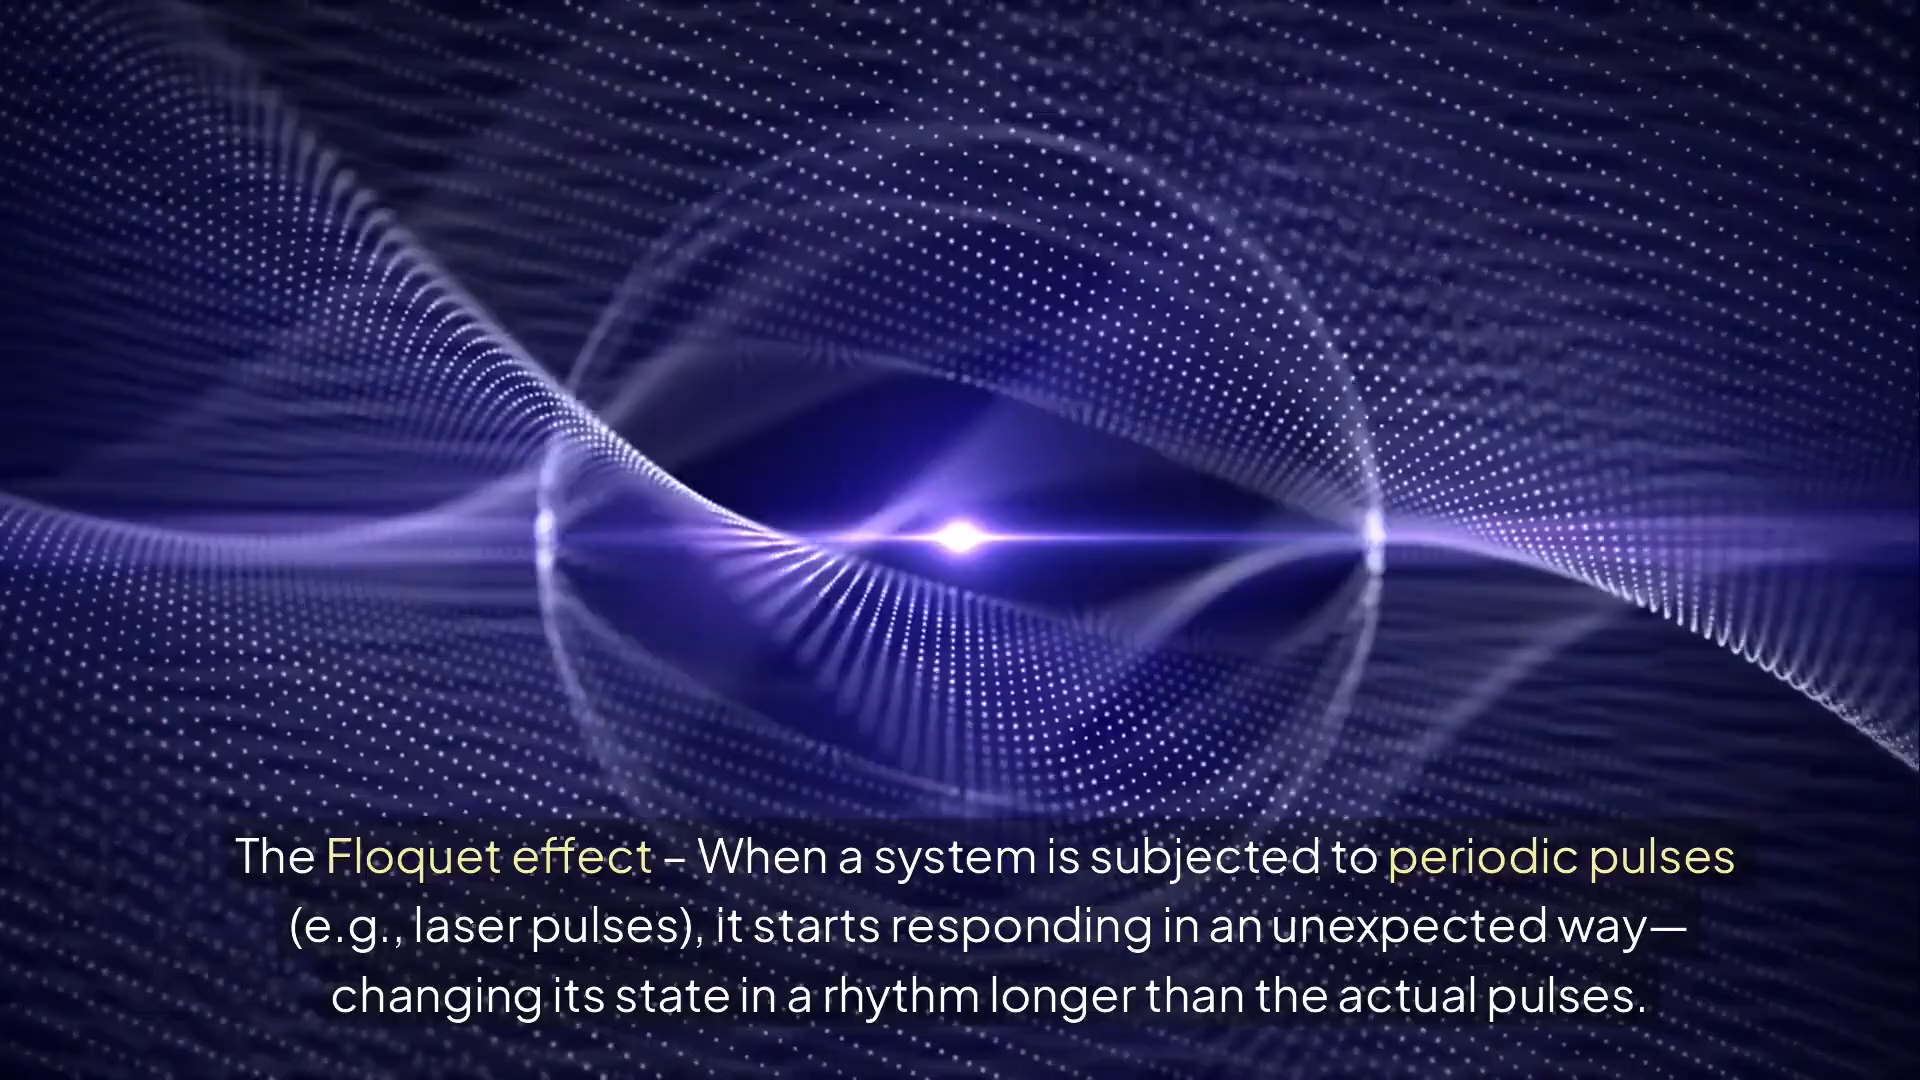 The Floquet effect – When a system is subjected to periodic pulses
(e.g., laser pulses), it starts responding in an unexpected way—
changing its state in a rhythm longer than the actual pulses.